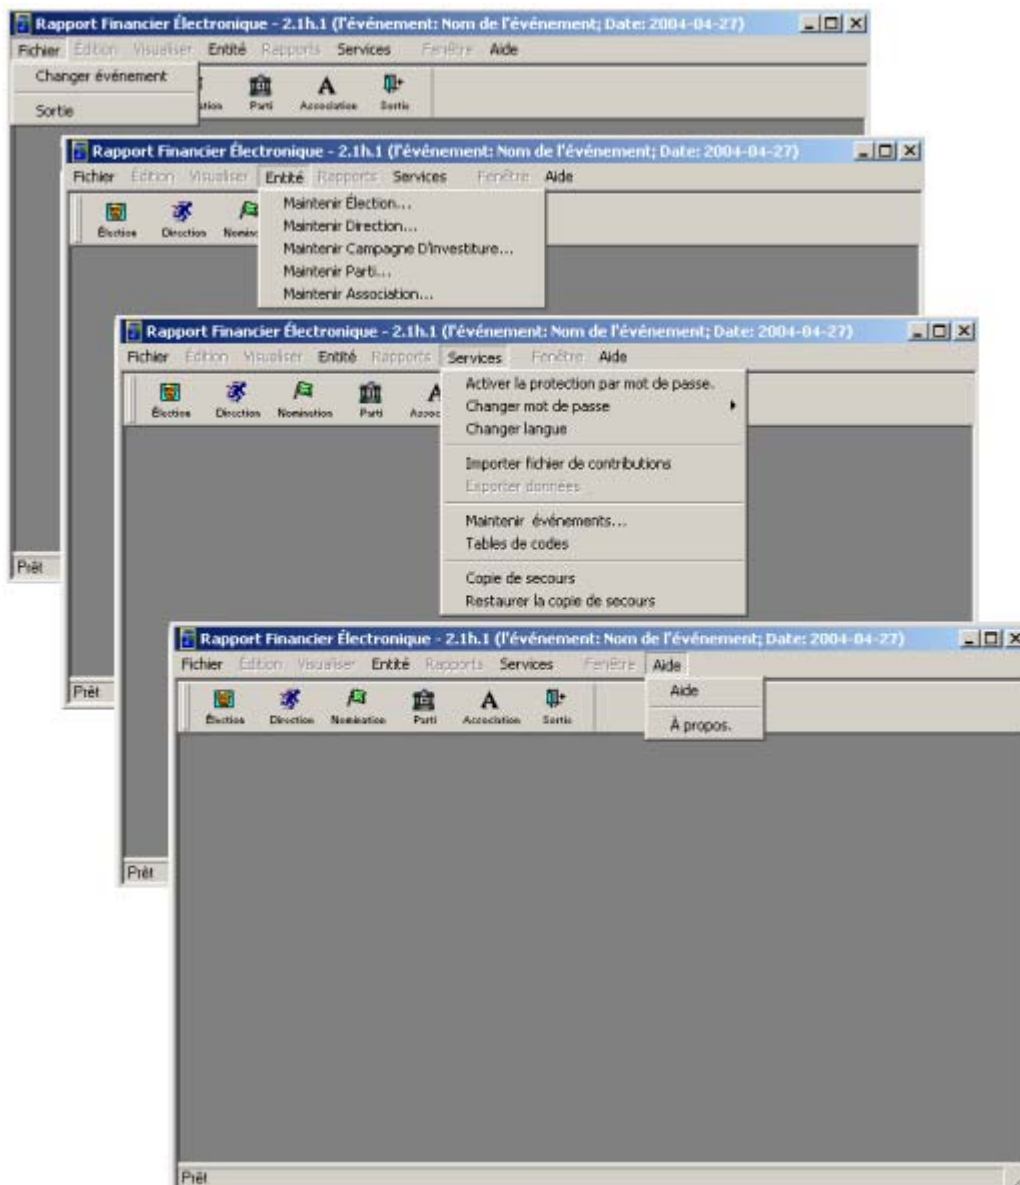 Rapport Financier Électronique - 2.1h.1 (l'événement: Nom de l'événement; Date: 2004-04-27)
Fichier Édition Visualiser Entité Rapports Services Fenêtre Aide
Changer événement
Sortie
Parti Association Sortie
Rapport Financier Électronique - 2.1h.1 (l'événement: Nom de l'événement; Date: 2004-04-27)
Fichier Édition Visualiser Entité Rapports Services Fenêtre Aide
Maintenir Élection...
Maintenir Direction...
Maintenir Campagne D'investiture...
Maintenir Parti...
Maintenir Association...
Élection Direction
Rapport Financier Électronique - 2.1h.1 (l'événement: Nom de l'événement; Date: 2004-04-27)
Fichier Édition Visualiser Entité Rapports Services Fenêtre Aide
Activer la protection par mot de passe.
Changer mot de passe
Changer langue
Importer fichier de contributions
Exporter données
Maintenir événements...
Tables de codes
Copie de secours
Restaurer la copie de secours
Élection Direction Nomination Parti
Prêt
Rapport Financier Électronique - 2.1h.1 (l'événement: Nom de l'événement; Date: 2004-04-27)
Fichier Édition Visualiser Entité Rapports Services Fenêtre Aide
Aide
À propos.
Élection Direction Nomination Parti Association Sortie
Prêt
Prêt
Prêt